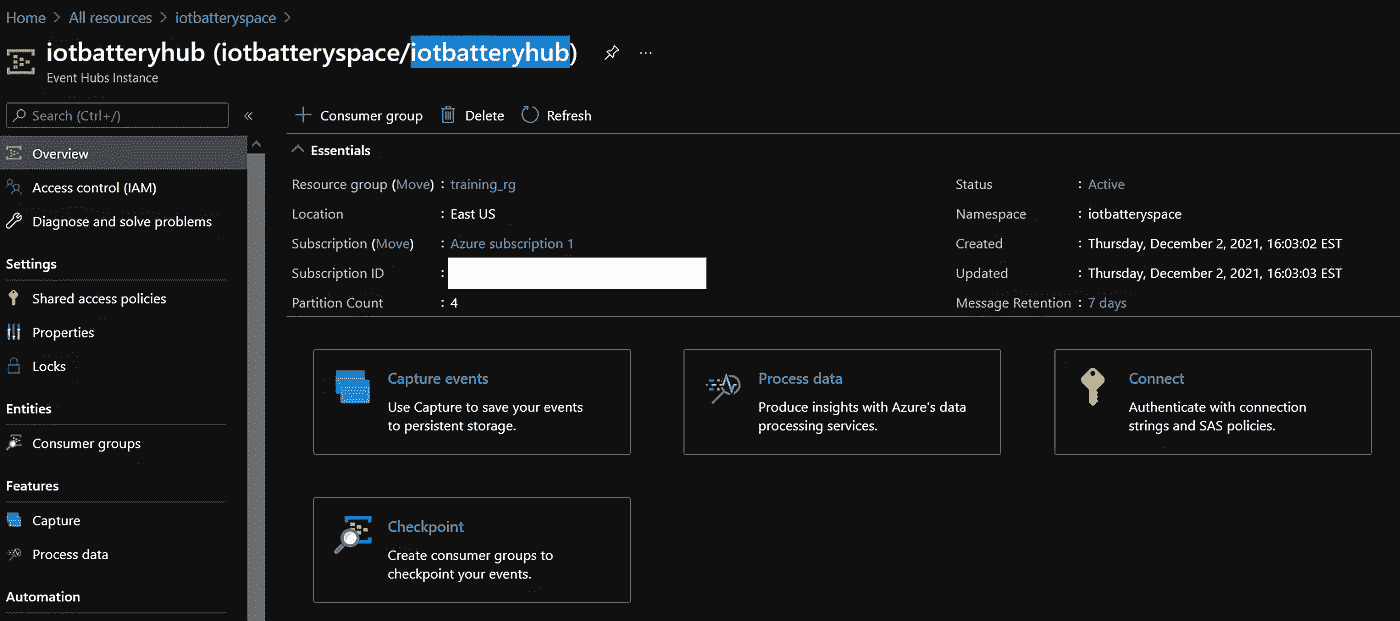 Home > All resources > iotbatteryspace >
iotbatteryhub (iotbatteryspace/iotbatteryhub) ...
Event Hubs Instance
Search (Ctrl+/) «
Overview
Access control (IAM)
Diagnose and solve problems
Settings
Shared access policies
Properties
Locks
Entities
Consumer groups
Features
Capture
Process data
Automation
+ Consumer group Delete Refresh
Essentials
Resource group (Move) : training_rg
Location : East US
Subscription (Move) : Azure subscription 1
Subscription ID :
Partition Count : 4
Status : Active
Namespace : iotbatteryspace
Created : Thursday, December 2, 2021, 16:03:02 EST
Updated : Thursday, December 2, 2021, 16:03:03 EST
Message Retention : 7 days
Capture events
Use Capture to save your events
to persistent storage.
Process data
Produce insights with Azure's data
processing services.
Connect
Authenticate with connection
strings and SAS policies.
Checkpoint
Create consumer groups to
checkpoint your events.